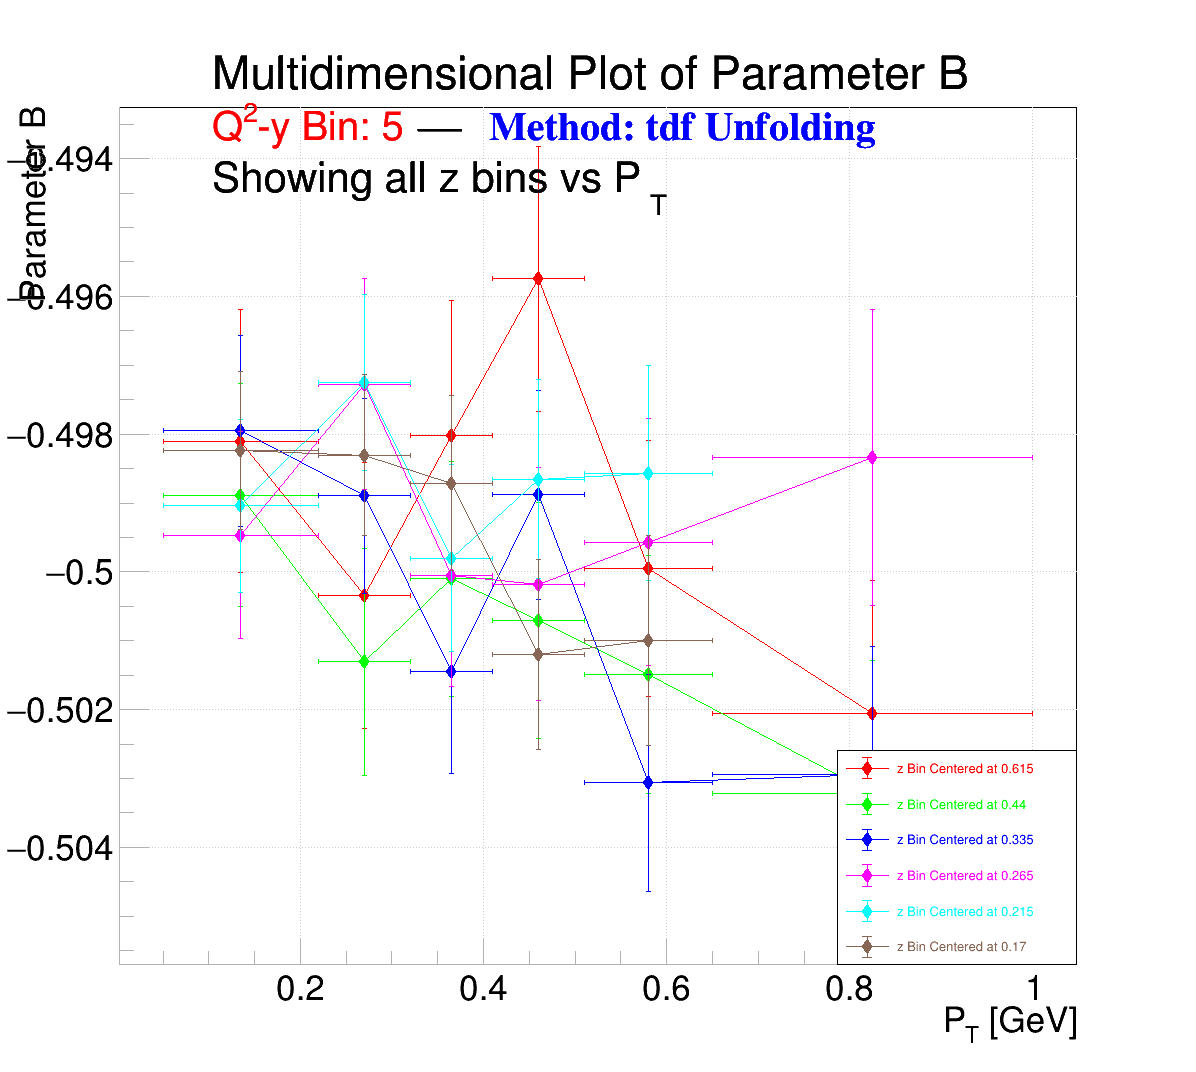 Multidimensional Plot of Parameter B
Q²-y Bin: 5 — Method: tdf Unfolding
Showing all z bins vs P_T
Parameter B
−0.494
−0.496
−0.498
−0.5
−0.502
−0.504
z Bin Centered at 0.615
z Bin Centered at 0.44
z Bin Centered at 0.335
z Bin Centered at 0.265
z Bin Centered at 0.215
z Bin Centered at 0.17
0.2 0.4 0.6 0.8 1
P_T [GeV]